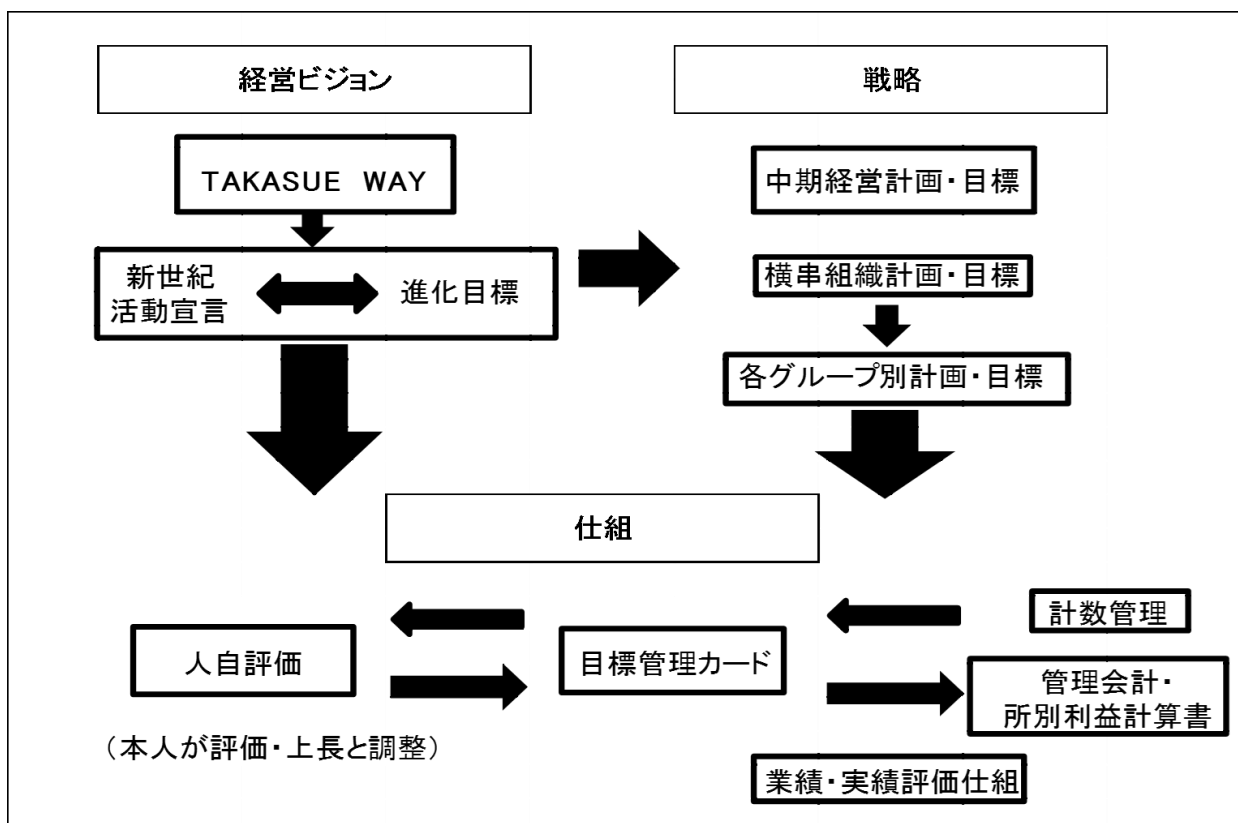 経営ビジョン
戦略
TAKASUE WAY
中期経営計画・目標
新世紀
活動宣言
進化目標
横串組織計画・目標
各グループ別計画・目標
仕組
計数管理
人自評価
目標管理カード
管理会計・
所別利益計算書
（本人が評価・上長と調整）
業績・実績評価仕組